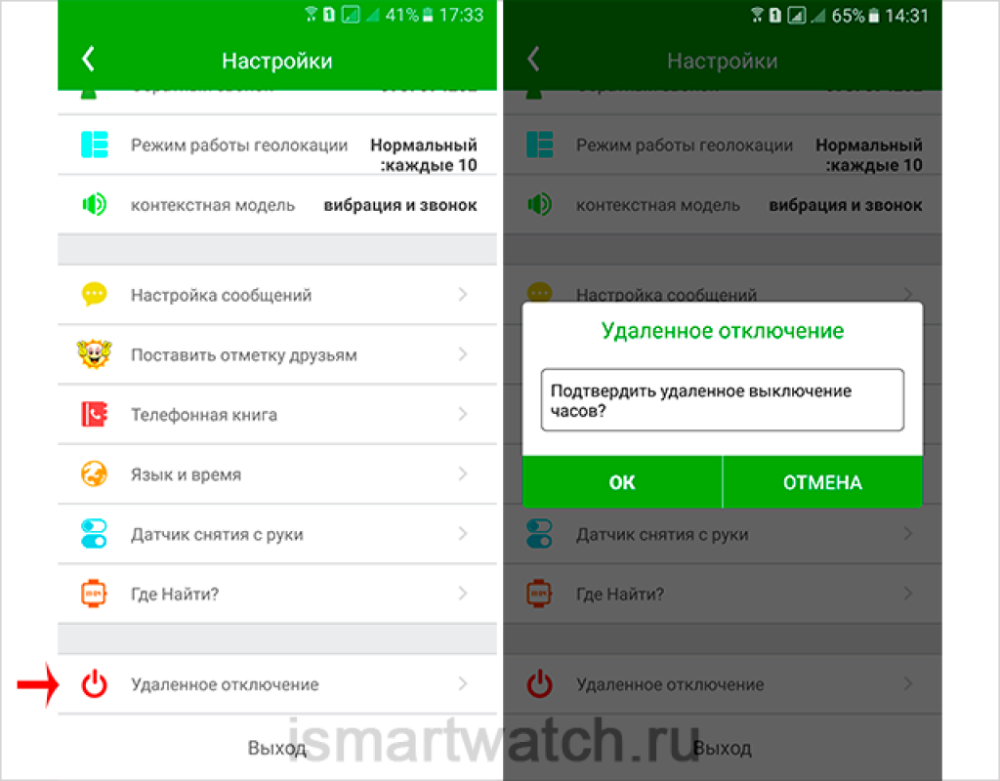 41% 17:33
Настройки
Режим работы геолокации Нормальный
:каждые 10
контекстная модель вибрация и звонок
Настройка сообщений
Поставить отметку друзьям
Телефонная книга
Язык и время
Датчик снятия с руки
Где Найти?
Удаленное отключение
Выход
65% 14:31
Настройки
Режим работы геолокации Нормальный
:каждые 10
контекстная модель вибрация и звонок
Настройка сообщений
Удаленное отключение
Подтвердить удаленное выключение
часов?
ОК ОТМЕНА
Датчик снятия с руки
Где Найти?
Удаленное отключение
Выход
ismartwatch.ru